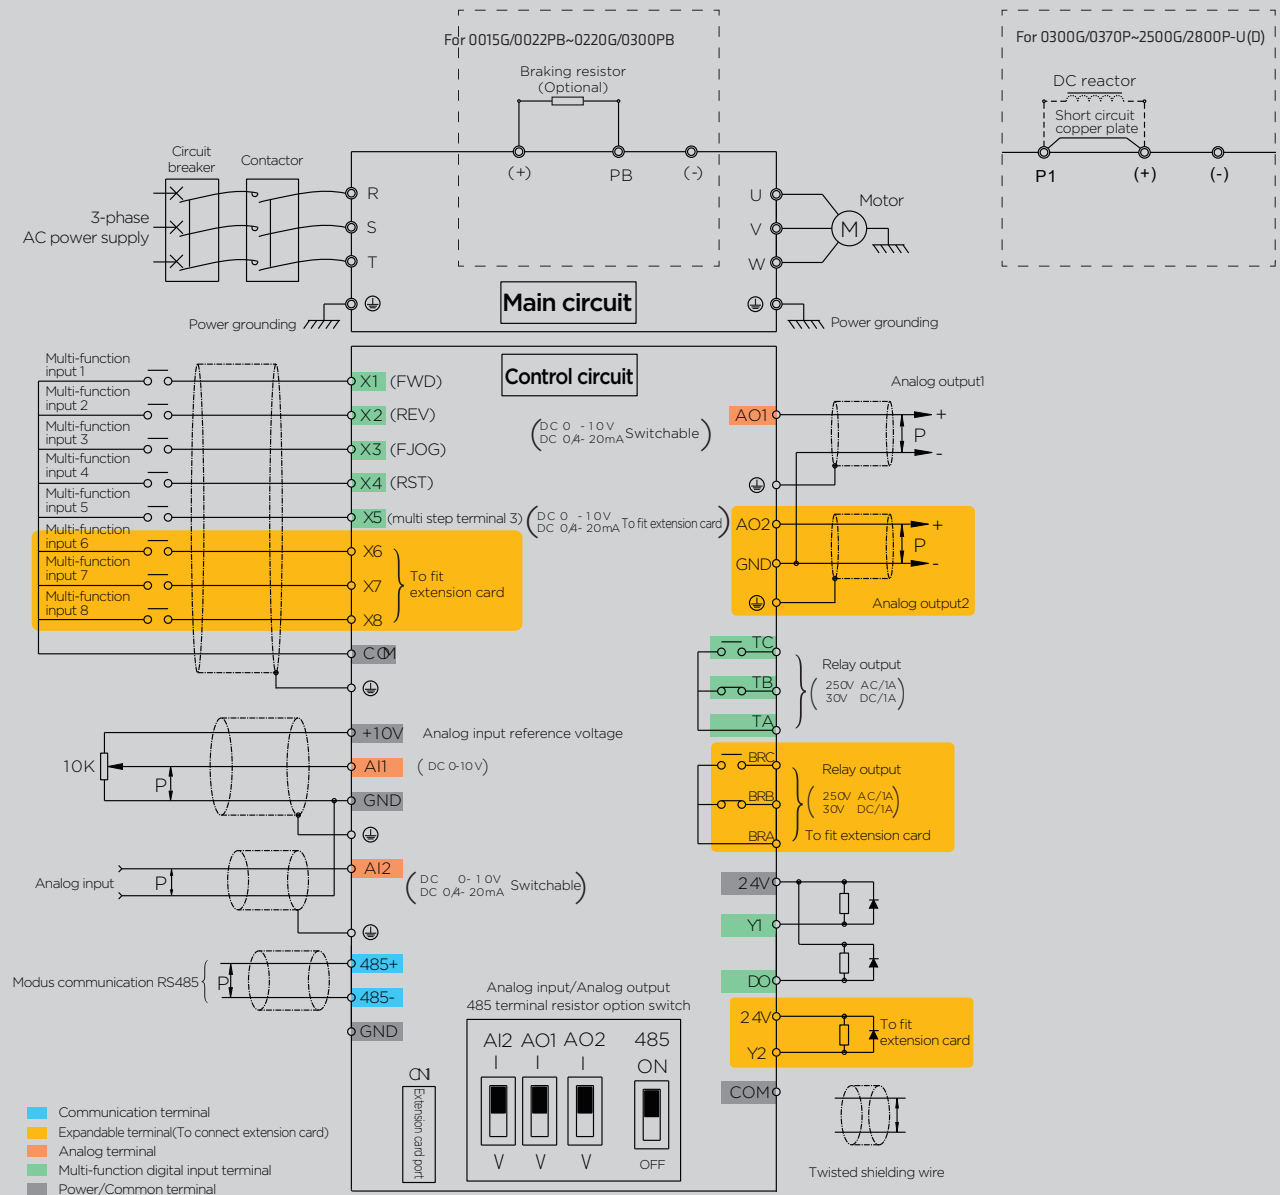 For 0015G/0022PB~0220G/0300PB
For 0300G/0370P~2500G/2800P-U(D)
Braking resistor
(Optional)
DC reactor
Short circuit
copper plate
(+)
PB
(-)
P1
(+)
(-)
Circuit
breaker
Contactor
3-phase
AC power supply
R
S
T
U
V
W
Motor
M
Main circuit
Power grounding
Power grounding
Control circuit
Multi-function
input 1
X1 (FWD)
Multi-function
input 2
X2 (REV)
Multi-function
input 3
X3 (FJOG)
Multi-function
input 4
X4 (RST)
Multi-function
input 5
X5 (multi step terminal 3)
Multi-function
input 6
X6
Multi-function
input 7
X7
Multi-function
input 8
X8
To fit
extension card
COM
Analog output1
AO1
(DC 0 - 10V
DC 0/4- 20mA Switchable)
+
P
-
(DC 0 - 10V
DC 0/4- 20mA To fit extension card)
AO2
GND
+
P
-
Analog output2
TC
TB
TA
Relay output
(250V AC/1A
30V DC/1A)
BRC
BRB
BRA
Relay output
(250V AC/1A
30V DC/1A)
To fit extension card
+10V
Analog input reference voltage
10K
P
AI1
(DC 0-10V)
GND
Analog input
P
AI2
(DC 0- 10V
DC 0/4- 20mA Switchable)
Modus communication RS485
P
485+
485-
GND
24V
Y1
DO
24V
Y2
To fit
extension card
COM
Twisted shielding wire
Analog input/Analog output
485 terminal resistor option switch
AI2 AO1 AO2 485
I I I ON
V V V OFF
CN1
Extension card port
Communication terminal
Expandable terminal(To connect extension card)
Analog terminal
Multi-function digital input terminal
Power/Common terminal